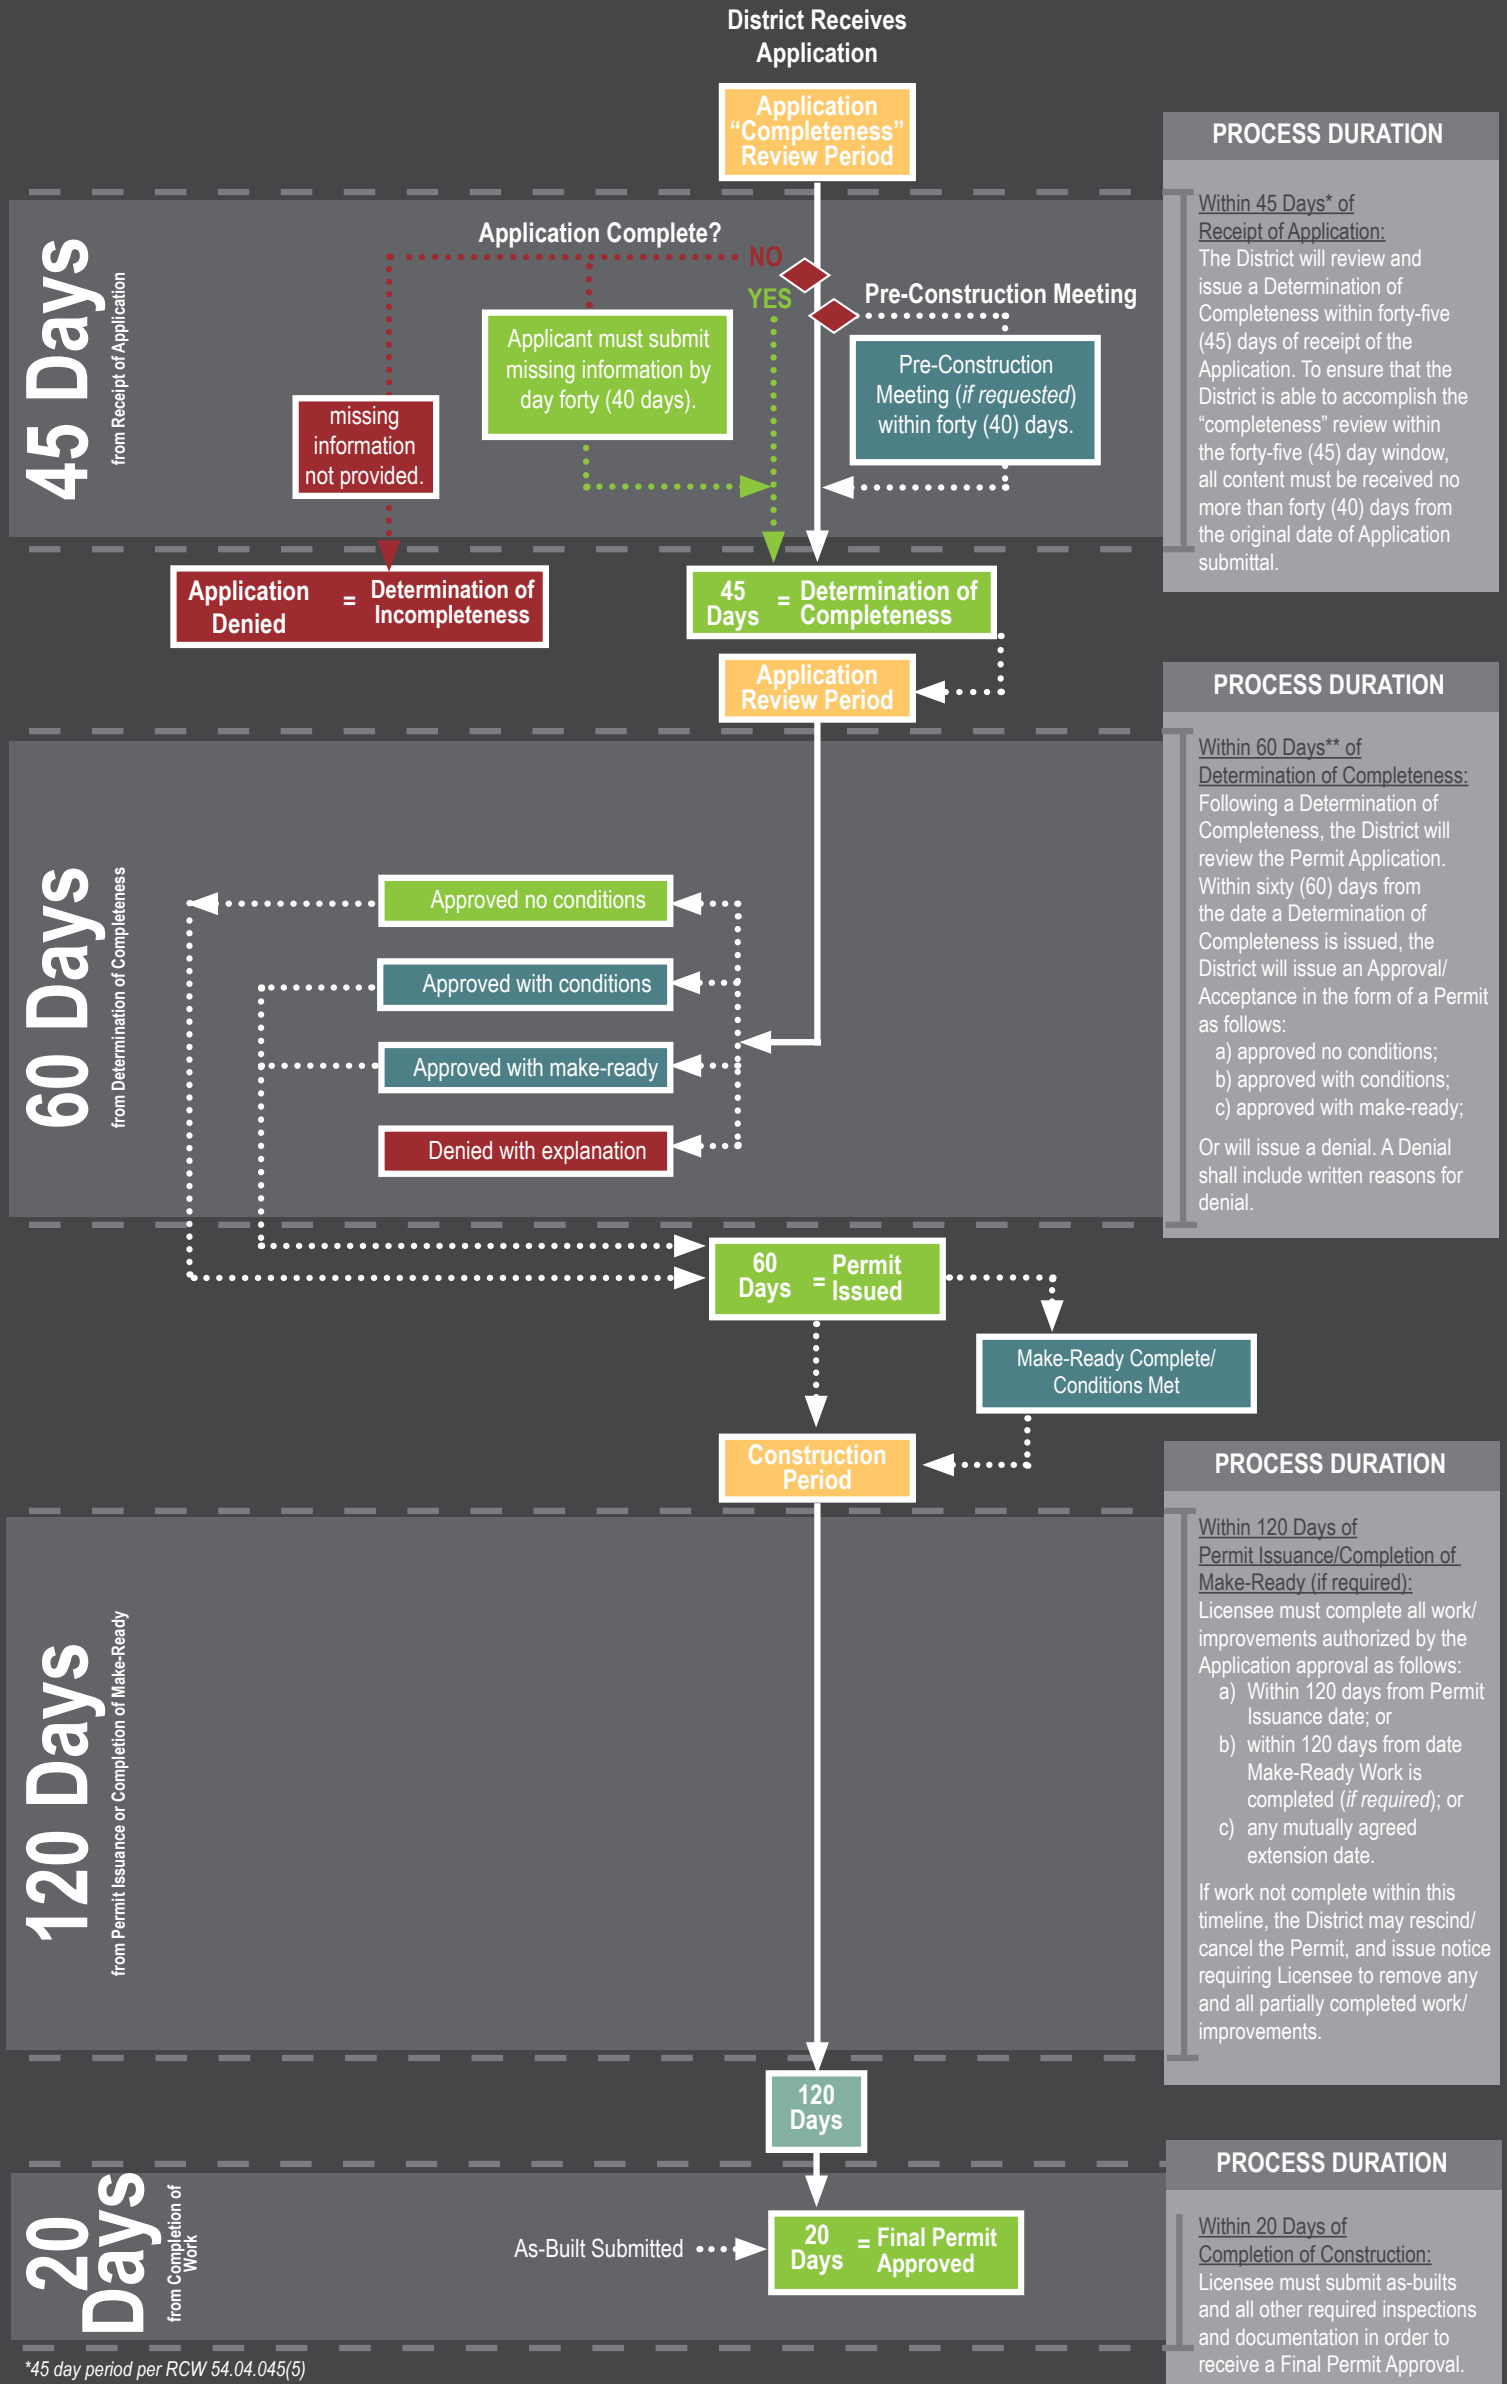 District Receives
Application
Application
“Completeness”
Review Period
45 Days
from Receipt of Application
Application Complete?
NO
YES
Pre-Construction Meeting
Applicant must submit
missing information by
day forty (40 days).
Pre-Construction
Meeting (if requested)
within forty (40) days.
missing
information
not provided.
Application
Denied
=
Determination of
Incompleteness
45
Days
=
Determination of
Completeness
Application
Review Period
PROCESS DURATION
Within 45 Days* of
Receipt of Application:
The District will review and
issue a Determination of
Completeness within forty-five
(45) days of receipt of the
Application. To ensure that the
District is able to accomplish the
“completeness” review within
the forty-five (45) day window,
all content must be received no
more than forty (40) days from
the original date of Application
submittal.
60 Days
from Determination of Completeness
Approved no conditions
Approved with conditions
Approved with make-ready
Denied with explanation
PROCESS DURATION
Within 60 Days** of
Determination of Completeness:
Following a Determination of
Completeness, the District will
review the Permit Application.
Within sixty (60) days from
the date a Determination of
Completeness is issued, the
District will issue an Approval/
Acceptance in the form of a Permit
as follows:
a) approved no conditions;
b) approved with conditions;
c) approved with make-ready;
Or will issue a denial. A Denial
shall include written reasons for
denial.
60
Days
=
Permit
Issued
Make-Ready Complete/
Conditions Met
Construction
Period
120 Days
from Permit Issuance or Completion of Make-Ready
PROCESS DURATION
Within 120 Days of
Permit Issuance/Completion of
Make-Ready (if required):
Licensee must complete all work/
improvements authorized by the
Application approval as follows:
a) Within 120 days from Permit
Issuance date; or
b) within 120 days from date
Make-Ready Work is
completed (if required); or
c) any mutually agreed
extension date.
If work not complete within this
timeline, the District may rescind/
cancel the Permit, and issue notice
requiring Licensee to remove any
and all partially completed work/
improvements.
120
Days
20
Days
from Completion of
Work
As-Built Submitted
20
Days
=
Final Permit
Approved
PROCESS DURATION
Within 20 Days of
Completion of Construction:
Licensee must submit as-builts
and all other required inspections
and documentation in order to
receive a Final Permit Approval.
*45 day period per RCW 54.04.045(5)